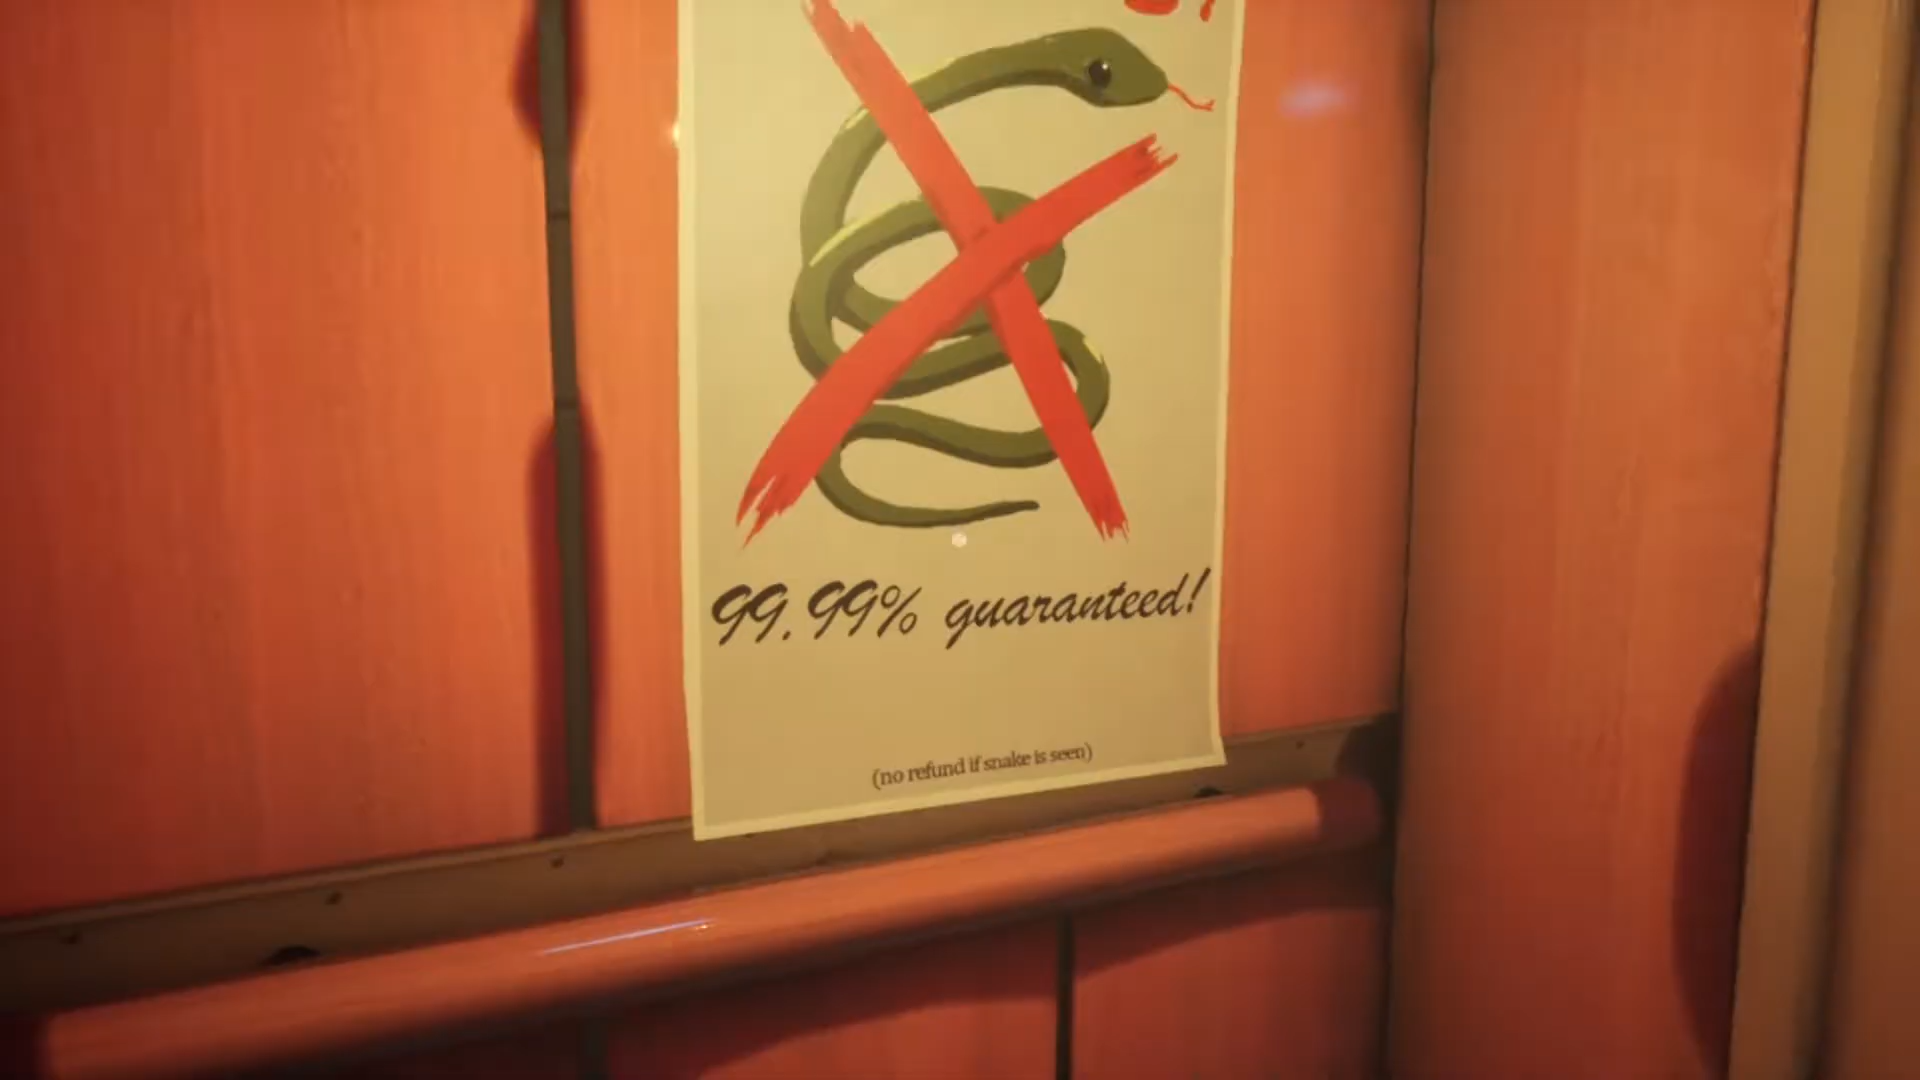 99.99% guaranteed!
(no refund if snake is seen)